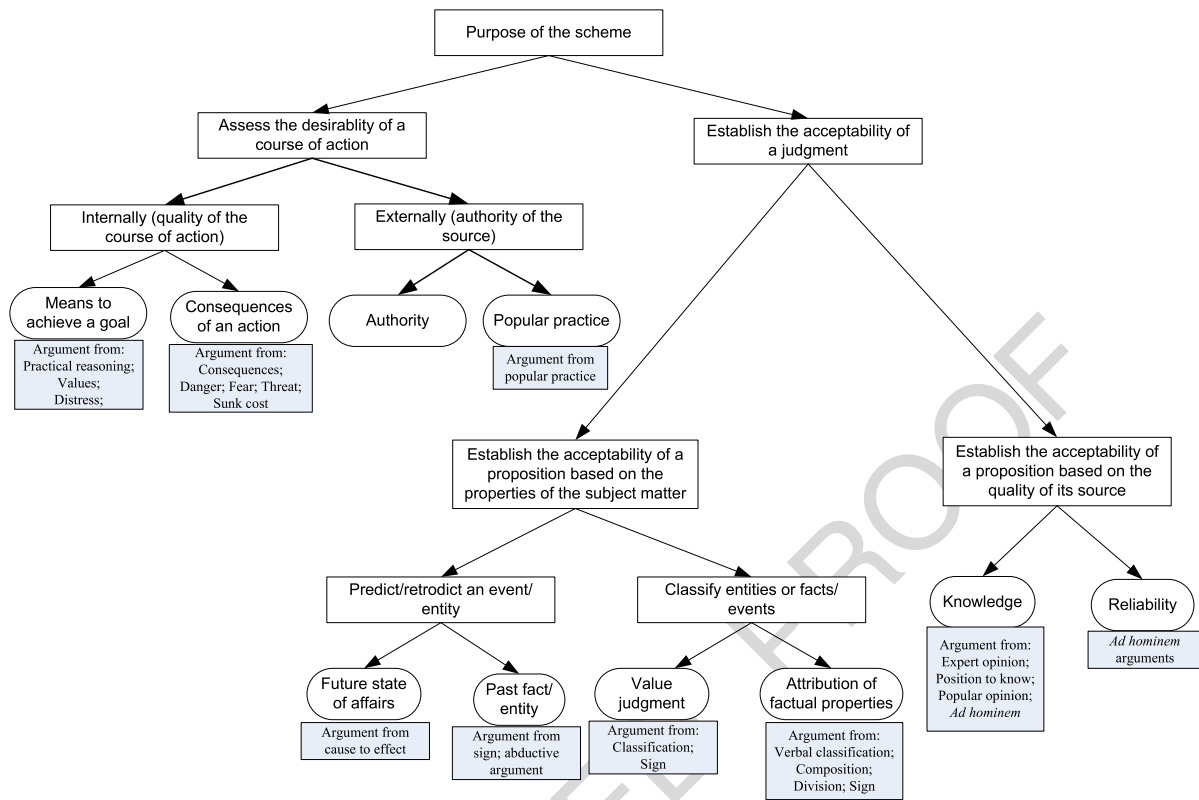 Purpose of the scheme
Assess the desirablity of a
course of action
Establish the acceptability of
a judgment
Internally (quality of the
course of action)
Externally (authority of the
source)
Means to
achieve a goal
Argument from:
Practical reasoning;
Values;
Distress;
Consequences
of an action
Argument from:
Consequences;
Danger; Fear; Threat;
Sunk cost
Authority
Popular practice
Argument from
popular practice
Establish the acceptability of a
proposition based on the
properties of the subject matter
Establish the acceptability of
a proposition based on the
quality of its source
Predict/retrodict an event/
entity
Classify entities or facts/
events
Knowledge
Argument from:
Expert opinion;
Position to know;
Popular opinion;
Ad hominem
Reliability
Ad hominem
arguments
Future state
of affairs
Argument from
cause to effect
Past fact/
entity
Argument from
sign; abductive
argument
Value
judgment
Argument from:
Classification;
Sign
Attribution of
factual properties
Argument from:
Verbal classification;
Composition;
Division; Sign
PROOF